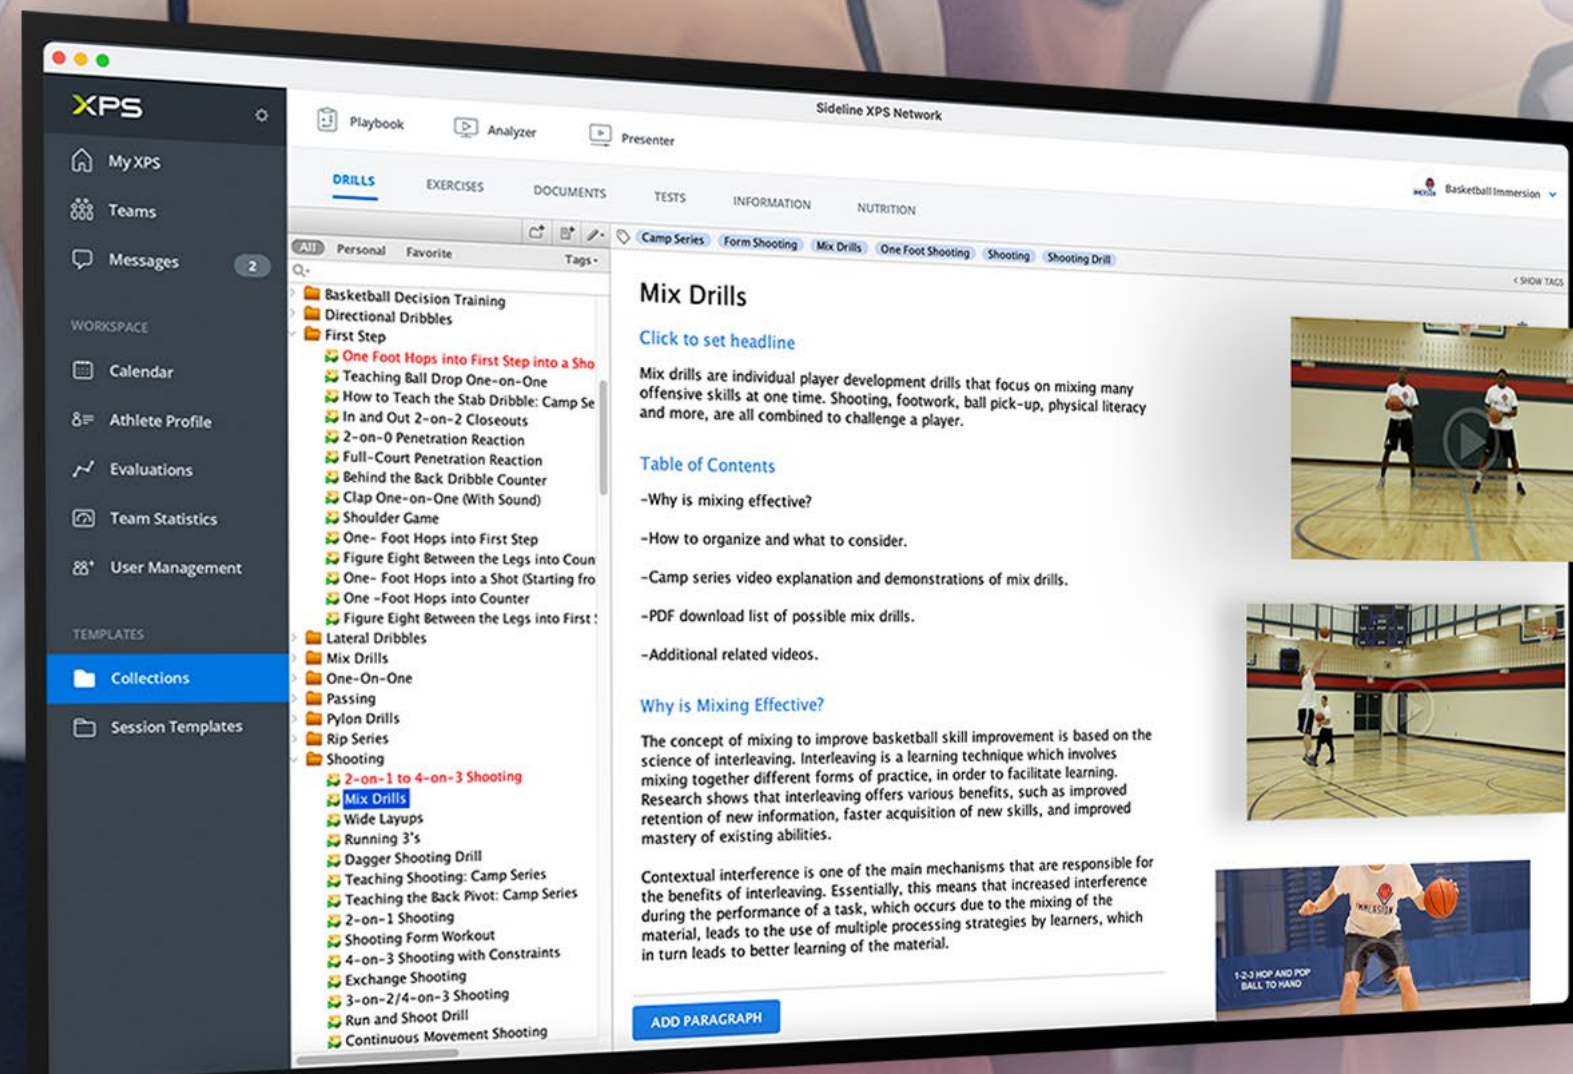 Sideline XPS Network
XPS
My XPS
Teams
Messages 2
WORKSPACE
Calendar
Athlete Profile
Evaluations
Team Statistics
User Management
TEMPLATES
Collections
Session Templates
Playbook Analyzer Presenter
Basketball Immersion
DRILLS EXERCISES DOCUMENTS TESTS INFORMATION NUTRITION
All Personal Favorite Tags
Basketball Decision Training
Directional Dribbles
First Step
One Foot Hops into First Step into a Sho
Teaching Ball Drop One-on-One
How to Teach the Stab Dribble: Camp Se
In and Out 2-on-2 Closeouts
2-on-0 Penetration Reaction
Full-Court Penetration Reaction
Behind the Back Dribble Counter
Clap One-on-One (With Sound)
Shoulder Game
One- Foot Hops into First Step
Figure Eight Between the Legs into Coun
One- Foot Hops into a Shot (Starting fro
One -Foot Hops into Counter
Figure Eight Between the Legs into First
Lateral Dribbles
Mix Drills
One-On-One
Passing
Pylon Drills
Rip Series
Shooting
2-on-1 to 4-on-3 Shooting
Mix Drills
Wide Layups
Running 3's
Dagger Shooting Drill
Teaching Shooting: Camp Series
Teaching the Back Pivot: Camp Series
2-on-1 Shooting
Shooting Form Workout
4-on-3 Shooting with Constraints
Exchange Shooting
3-on-2/4-on-3 Shooting
Run and Shoot Drill
Continuous Movement Shooting
Camp Series Form Shooting Mix Drills One Foot Shooting Shooting Shooting Drill
< SHOW TAGS
Mix Drills
Click to set headline
Mix drills are individual player development drills that focus on mixing many
offensive skills at one time. Shooting, footwork, ball pick-up, physical literacy
and more, are all combined to challenge a player.
Table of Contents
-Why is mixing effective?
-How to organize and what to consider.
-Camp series video explanation and demonstrations of mix drills.
-PDF download list of possible mix drills.
-Additional related videos.
Why is Mixing Effective?
The concept of mixing to improve basketball skill improvement is based on the
science of interleaving. Interleaving is a learning technique which involves
mixing together different forms of practice, in order to facilitate learning.
Research shows that interleaving offers various benefits, such as improved
retention of new information, faster acquisition of new skills, and improved
mastery of existing abilities.
Contextual interference is one of the main mechanisms that are responsible for
the benefits of interleaving. Essentially, this means that increased interference
during the performance of a task, which occurs due to the mixing of the
material, leads to the use of multiple processing strategies by learners, which
in turn leads to better learning of the material.
ADD PARAGRAPH
IMMERSION
1-2-3 HOP AND POP
BALL TO HAND